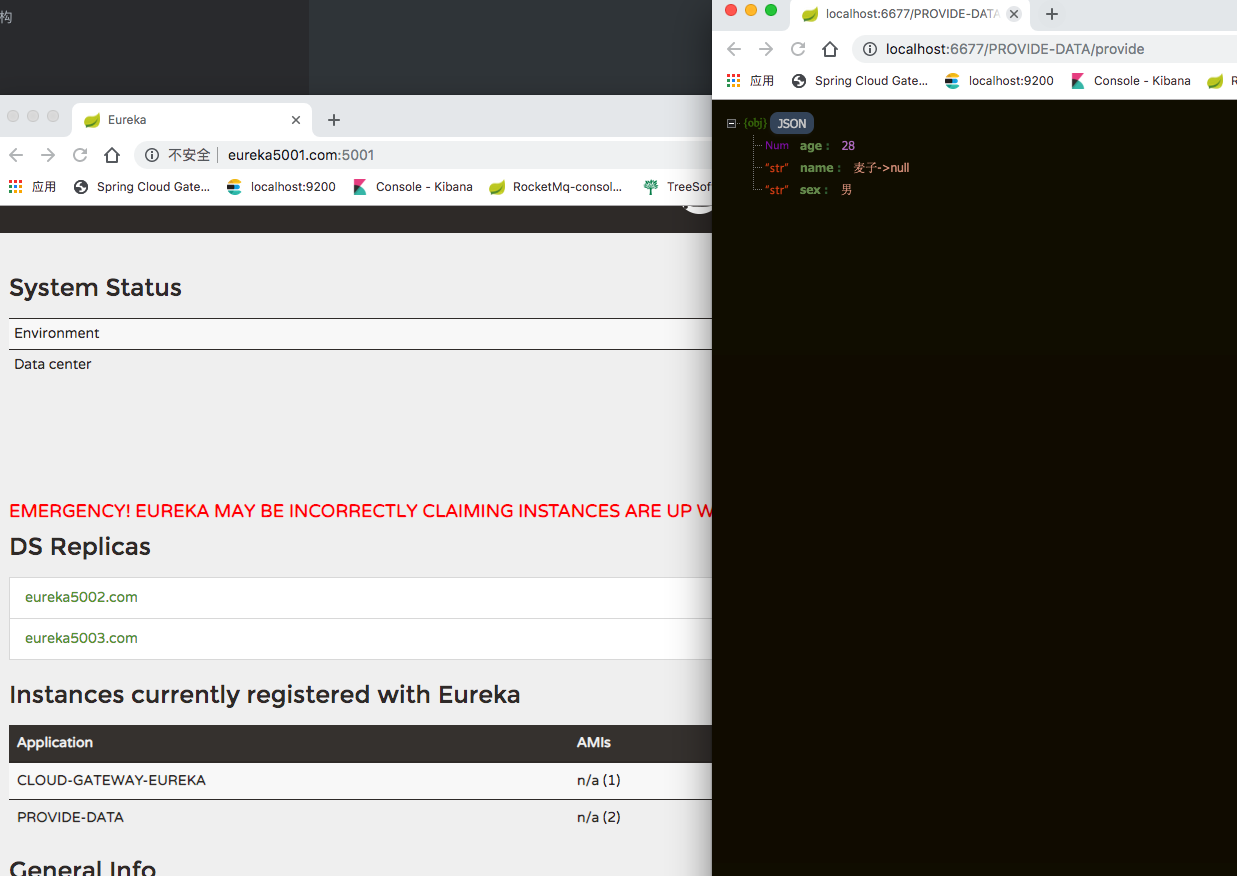 构
Eureka
不安全 eureka5001.com:5001
应用 Spring Cloud Gate... localhost:9200 Console - Kibana RocketMq-consol... TreeSof
System Status
Environment
Data center
EMERGENCY! EUREKA MAY BE INCORRECTLY CLAIMING INSTANCES ARE UP W
DS Replicas
eureka5002.com
eureka5003.com
Instances currently registered with Eureka
Application AMIs
CLOUD-GATEWAY-EUREKA n/a (1)
PROVIDE-DATA n/a (2)
General Info
localhost:6677/PROVIDE-DATA
localhost:6677/PROVIDE-DATA/provide
应用 Spring Cloud Gate... localhost:9200 Console - Kibana R
{obj} JSON
Num age : 28
"str" name : 麦子->null
"str" sex : 男